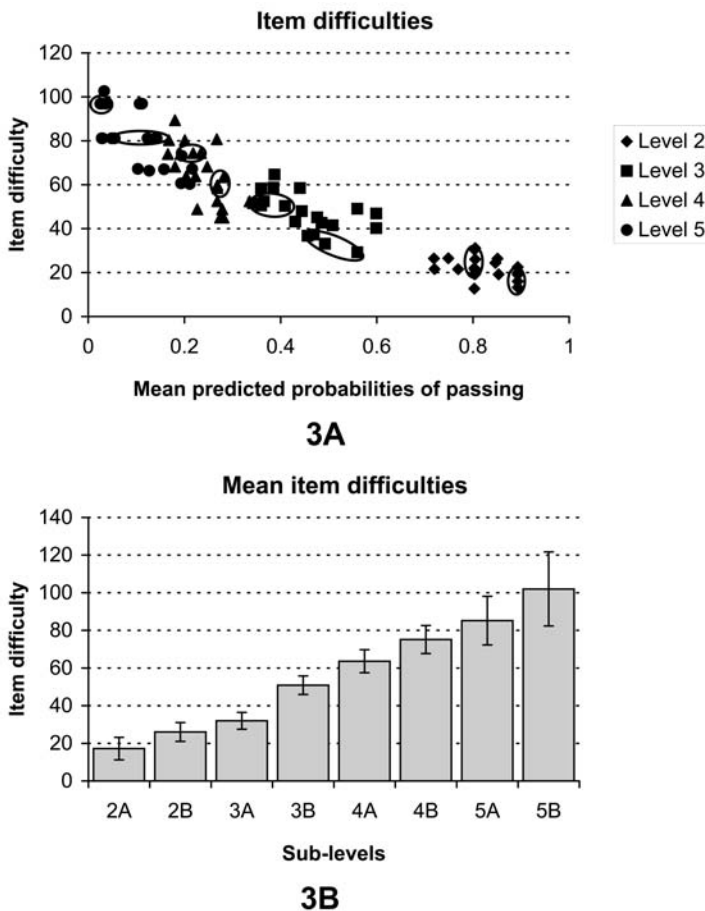 Item difficulties
120
100
80
60
40
20
0
Item difficulty
0 0.2 0.4 0.6 0.8 1
Mean predicted probabilities of passing
Level 2
Level 3
Level 4
Level 5
3A
Mean item difficulties
140
120
100
80
60
40
20
0
Item difficulty
2A 2B 3A 3B 4A 4B 5A 5B
Sub-levels
3B